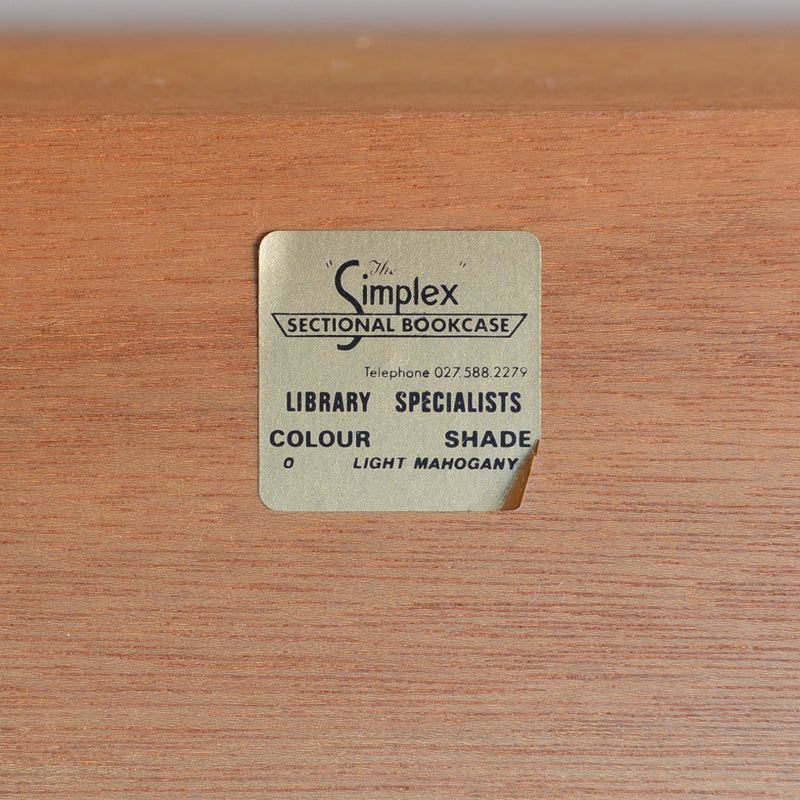 "The
Simplex"
SECTIONAL BOOKCASE
Telephone 027.588.2279
LIBRARY SPECIALISTS
COLOUR SHADE
0 LIGHT MAHOGANY